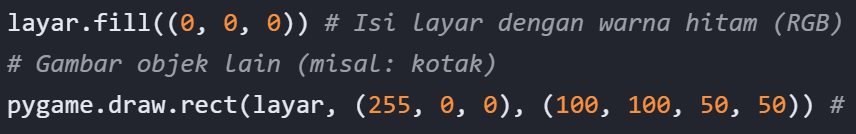 layar.fill((0, 0, 0)) # Isi layar dengan warna hitam (RGB)
# Gambar objek lain (misal: kotak)
pygame.draw.rect(layar, (255, 0, 0), (100, 100, 50, 50)) #